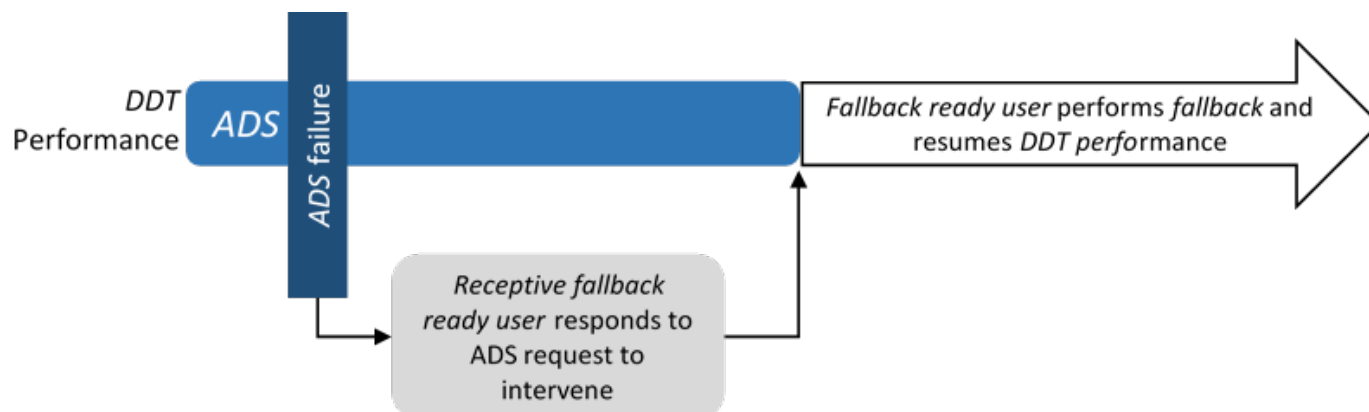 DDT
Performance
ADS
ADS failure
Fallback ready user performs fallback and
resumes DDT performance
Receptive fallback
ready user responds to
ADS request to
intervene